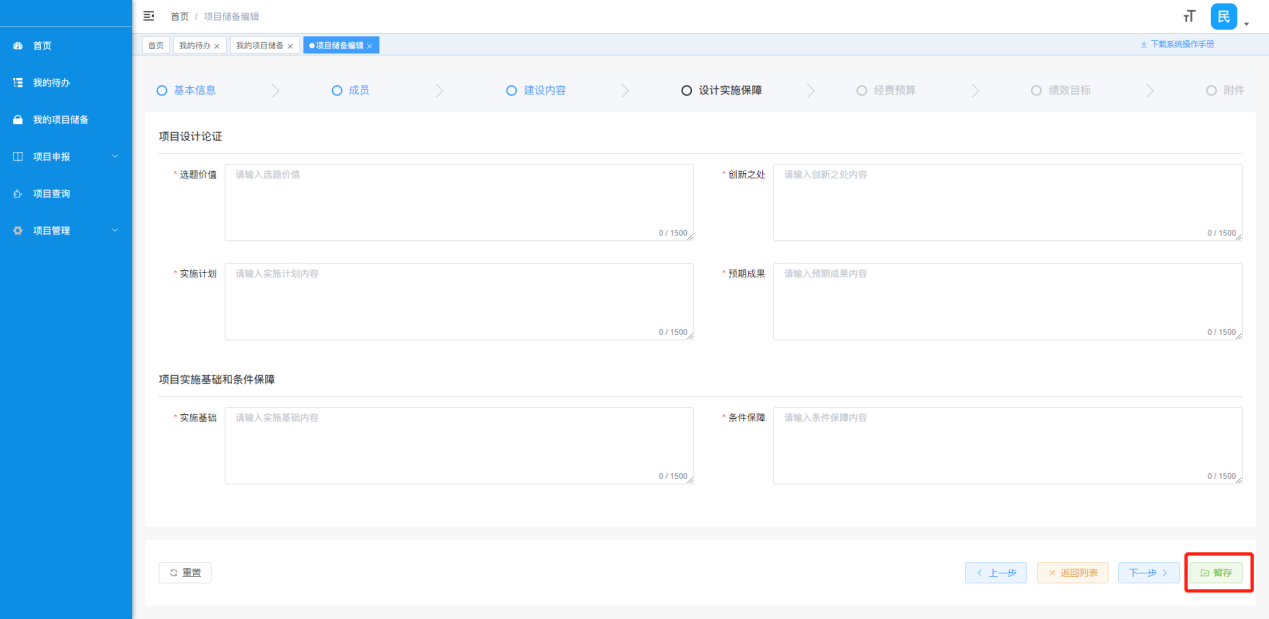 首页 / 项目储备编辑
тT
民
首页
我的待办 ×
我的项目储备 ×
项目储备编辑 ×
下载系统操作手册
首页
我的待办
我的项目储备
项目申报
项目查询
项目管理
基本信息
成员
建设内容
设计实施保障
经费预算
绩效目标
附件
项目设计论证
* 选题价值
请输入选题价值
0 / 1500
* 创新之处
请输入创新之处内容
0 / 1500
* 实施计划
请输入实施计划内容
0 / 1500
* 预期成果
请输入预期成果内容
0 / 1500
项目实施基础和条件保障
* 实施基础
请输入实施基础内容
0 / 1500
* 条件保障
请输入条件保障内容
0 / 1500
重置
上一步
× 返回列表
下一步
暂存